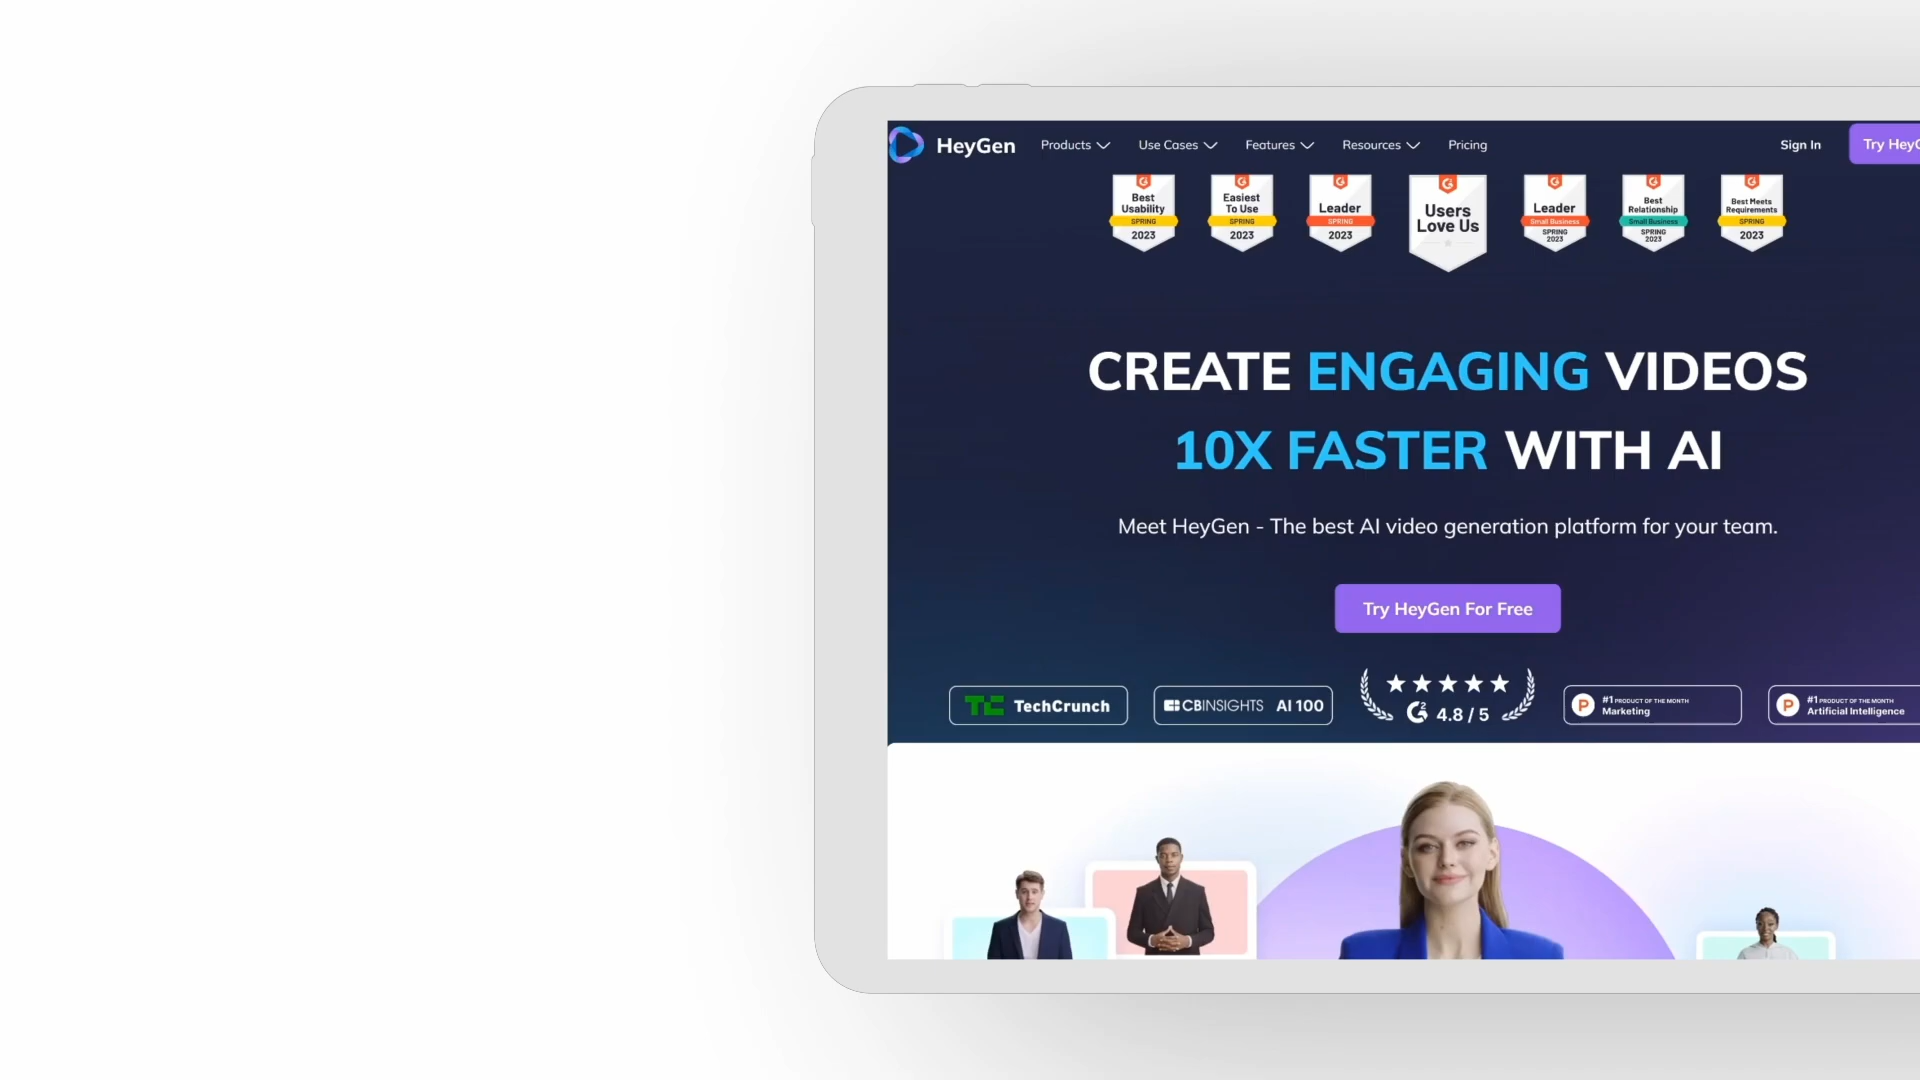 HeyGen Products Use Cases Features Resources Pricing Sign In Try HeyG
Best
Usability
SPRING
2023
Easiest
To Use
SPRING
2023
Leader
SPRING
2023
Users
Love Us
Leader
Small Business
SPRING
2023
Best
Relationship
Small Business
SPRING
2023
Best Meets
Requirements
SPRING
2023
CREATE ENGAGING VIDEOS
10X FASTER WITH AI
Meet HeyGen - The best AI video generation platform for your team.
Try HeyGen For Free
TC TechCrunch
CBINSIGHTS AI 100
G2 4.8 / 5
P #1 PRODUCT OF THE MONTH
Marketing
P #1 PRODUCT OF THE MONTH
Artificial Intelligence